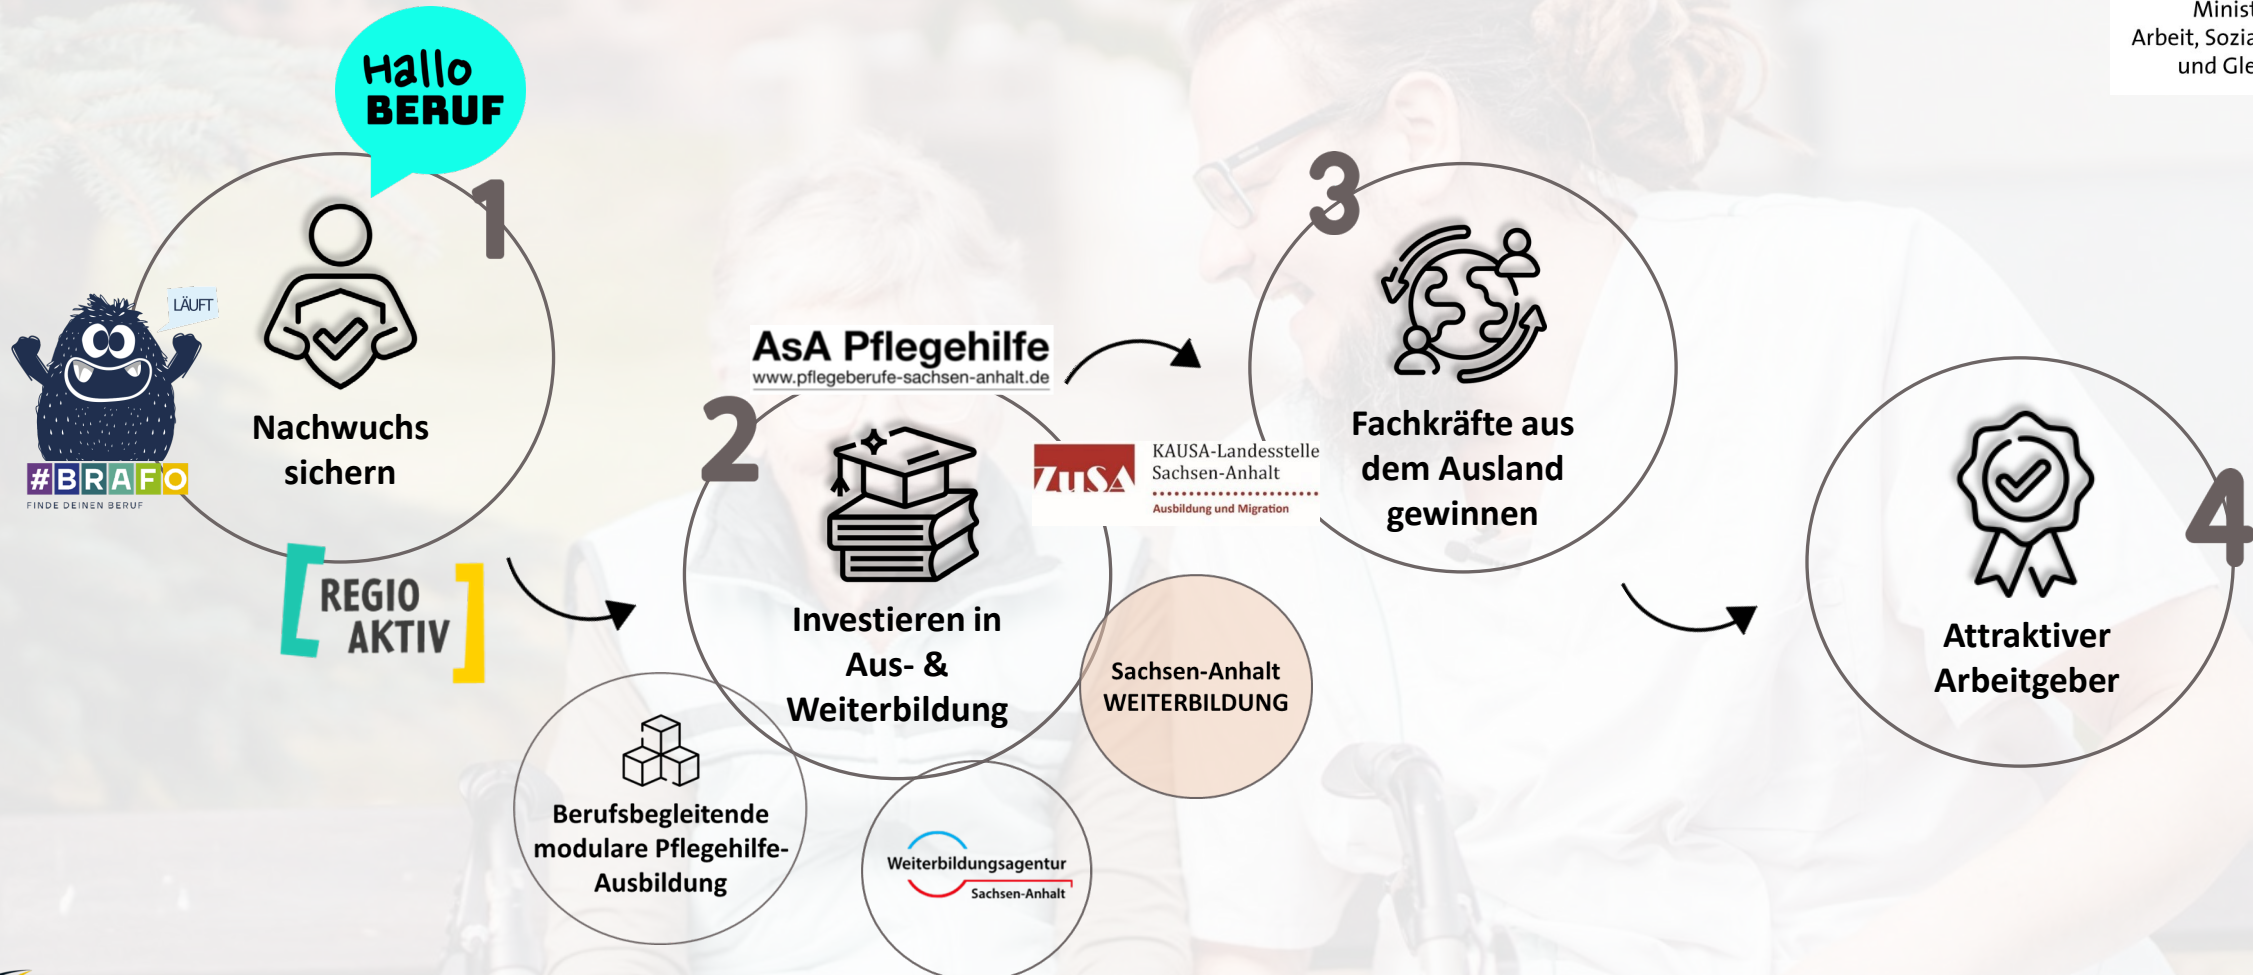 Arbeit, Sozia
und Gle
Hallo
BERUF
1
LÄUFT
Nachwuchs
sichern
#BRAFO
FINDE DEINEN BERUF
REGIO
AKTIV
AsA Pflegehilfe
www.pflegeberufe-sachsen-anhalt.de
2
Investieren in
Aus- &
Weiterbildung
Berufsbegleitende
modulare Pflegehilfe-
Ausbildung
Weiterbildungsagentur
Sachsen-Anhalt
Sachsen-Anhalt
WEITERBILDUNG
ZuSA
KAUSA-Landesstelle
Sachsen-Anhalt
Ausbildung und Migration
3
Fachkräfte aus
dem Ausland
gewinnen
4
Attraktiver
Arbeitgeber